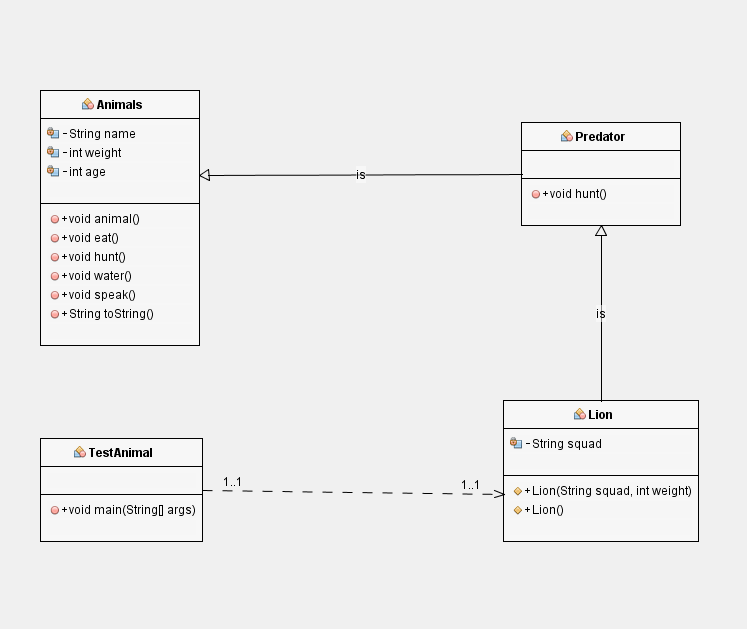 Animals
- String name
- int weight
- int age
+ void animal()
+ void eat()
+ void hunt()
+ void water()
+ void speak()
+ String toString()
is
Predator
+ void hunt()
is
Lion
- String squad
+ Lion(String squad, int weight)
+ Lion()
TestAnimal
+ void main(String[] args)
1..1
1..1